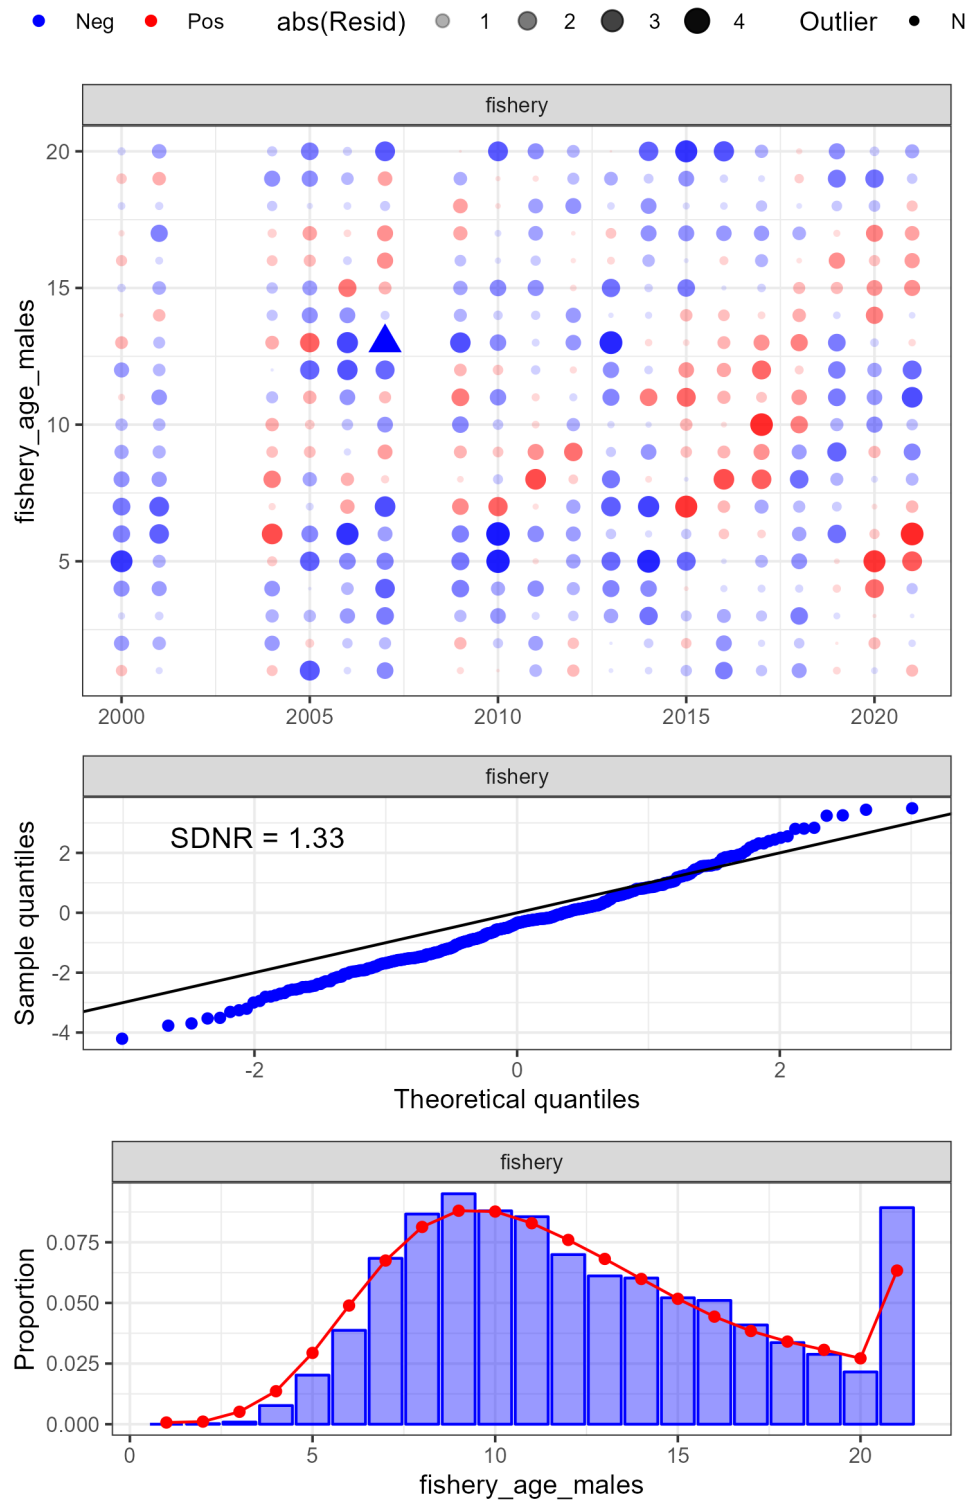 Neg Pos abs(Resid) 1 2 3 4 Outlier N
fishery
20
15
10
5
fishery_age_males
2000 2005 2010 2015 2020
fishery
SDNR = 1.33
2
0
-2
-4
Sample quantiles
-2 0 2
Theoretical quantiles
fishery
0.075
0.050
0.025
0.000
Proportion
0 5 10 15 20
fishery_age_males